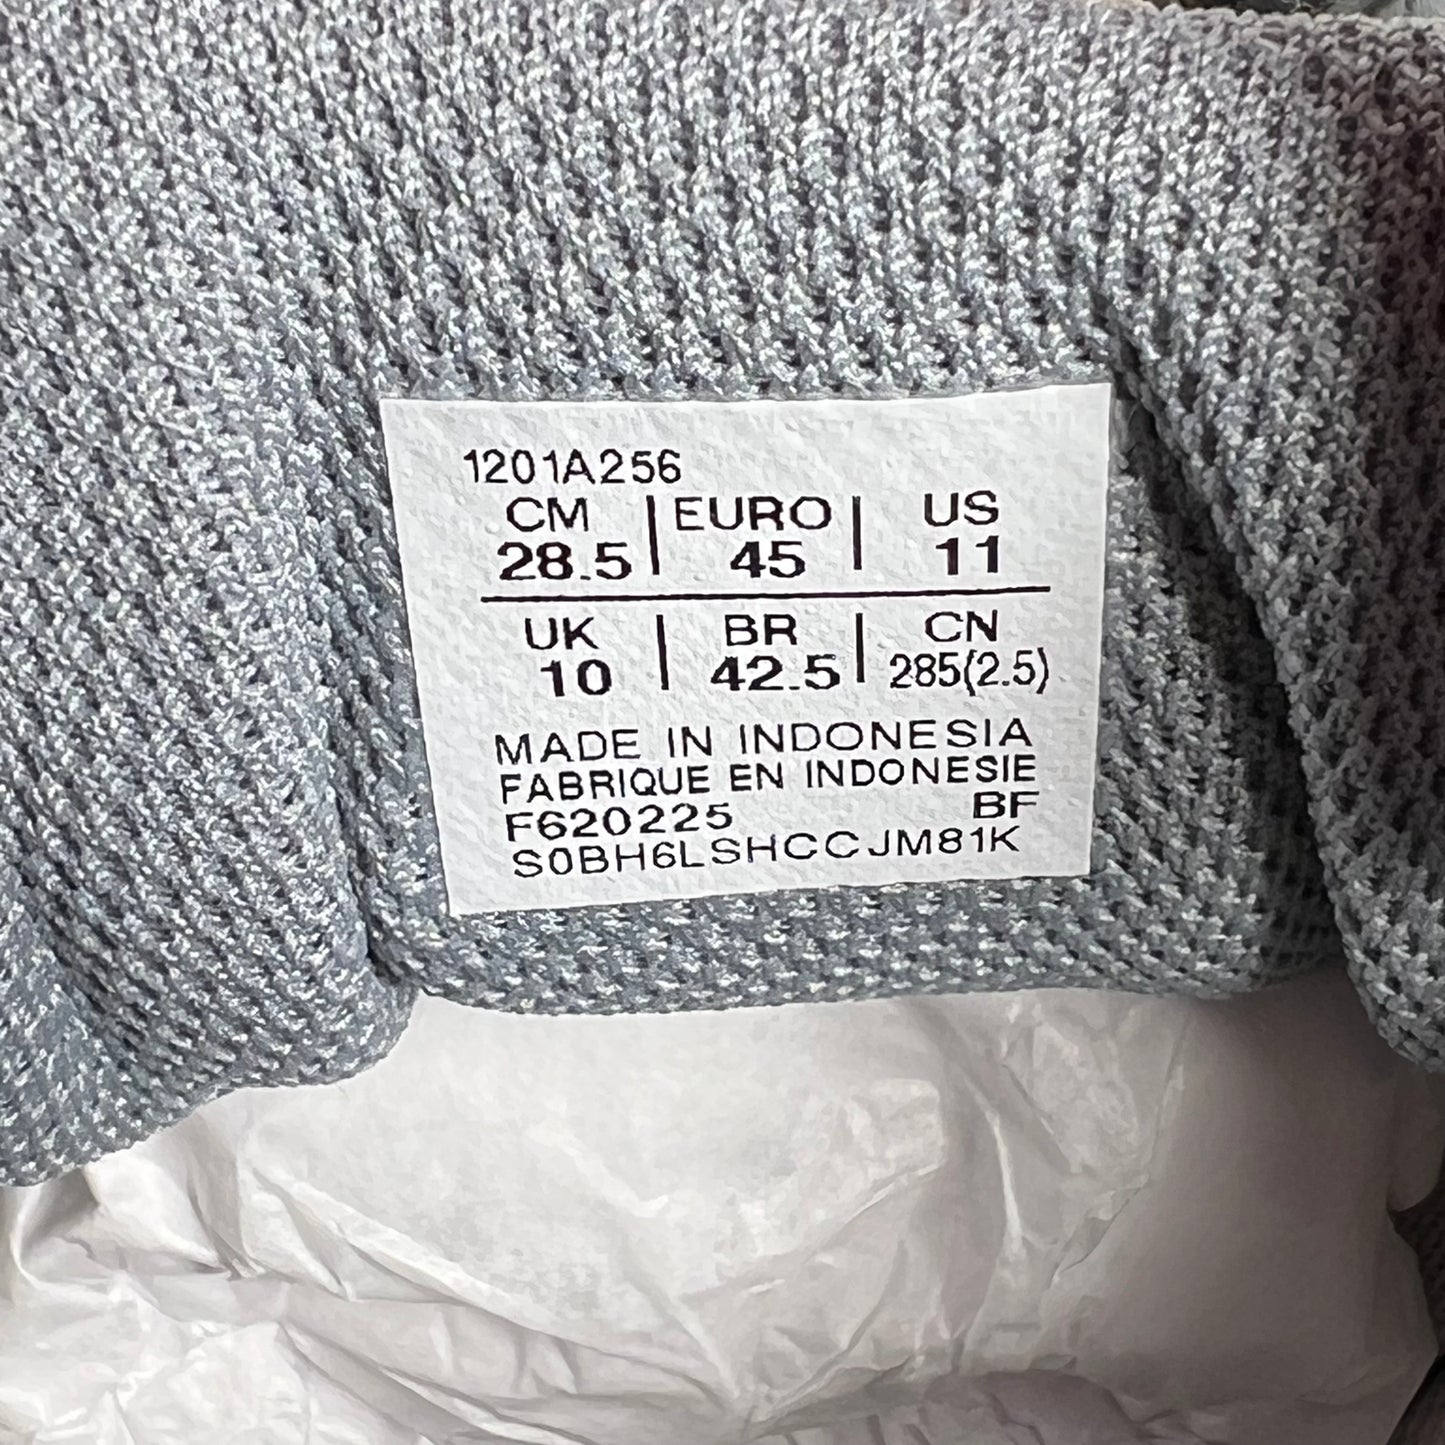 1201A256
CM EURO US
28.5 45 11
UK BR CN
10 42.5 285(2.5)
MADE IN INDONESIA
FABRIQUE EN INDONESIE
F620225 BF
S0BH6LSHCCJM81K